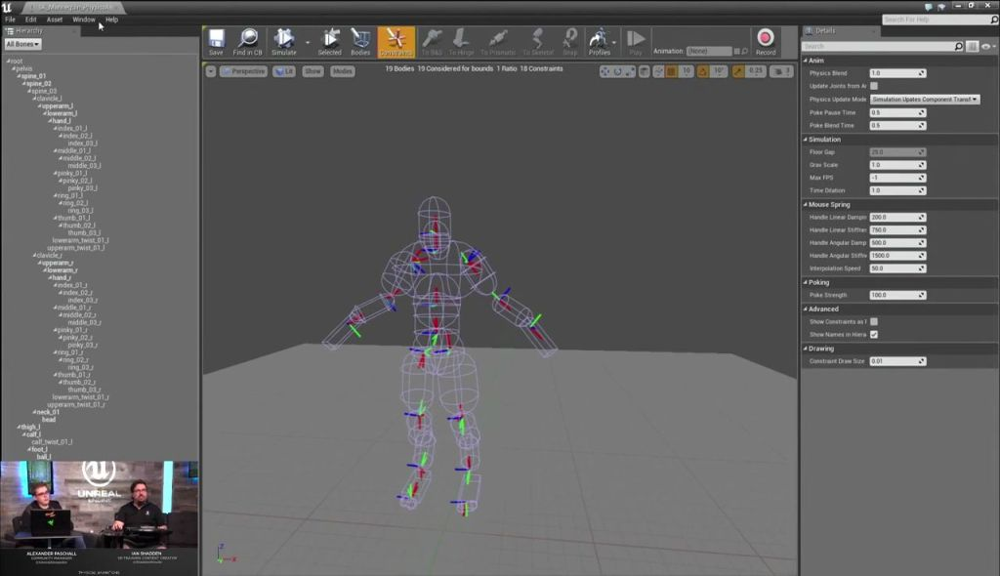 File Edit Asset Window Help
Search For Help
Hierarchy
Details
All Bones
Save Find in CB Simulate Selected Bodies Constraints To B&S To Hinge To Prismatic To Skeletal Snap Profiles Play Animation (None) Record
Search
Perspective Lit Show Modes
19 Bodies 19 Considered for bounds 1 Ratio 18 Constraints
10 10° 0.25 3
root
pelvis
spine_01
spine_02
spine_03
clavicle_l
upperarm_l
lowerarm_l
hand_l
index_01_l
index_02_l
index_03_l
middle_01_l
middle_02_l
middle_03_l
pinky_01_l
pinky_02_l
pinky_03_l
ring_01_l
ring_02_l
ring_03_l
thumb_01_l
thumb_02_l
thumb_03_l
lowerarm_twist_01_l
upperarm_twist_01_l
clavicle_r
upperarm_r
lowerarm_r
hand_r
index_01_r
index_02_r
index_03_r
middle_01_r
middle_02_r
middle_03_r
pinky_01_r
pinky_02_r
pinky_03_r
ring_01_r
ring_02_r
ring_03_r
thumb_01_r
thumb_02_r
thumb_03_r
lowerarm_twist_01_r
upperarm_twist_01_r
neck_01
head
thigh_l
calf_l
calf_twist_01_l
foot_l
ball_l
Anim
Physics Blend 1.0
Update Joints from Ar
Physics Update Mode Simulation Upates Component Transf
Poke Pause Time 0.5
Poke Blend Time 0.5
Simulation
Floor Gap 25.0
Grav Scale 1.0
Max FPS -1
Time Dilation 1.0
Mouse Spring
Handle Linear Dampin 200.0
Handle Linear Stiffnes 750.0
Handle Angular Damp 500.0
Handle Angular Stiffn 1500.0
Interpolation Speed 50.0
Poking
Poke Strength 100.0
Advanced
Show Constraints as
Show Names in Hiera
Drawing
Constraint Draw Size 0.01
Z
X
UNREAL
ENGINE
ALEXANDER PASCHALL
COMMUNITY MANAGER
IAN SHADDEN
VR TRAINING CONTENT CREATOR